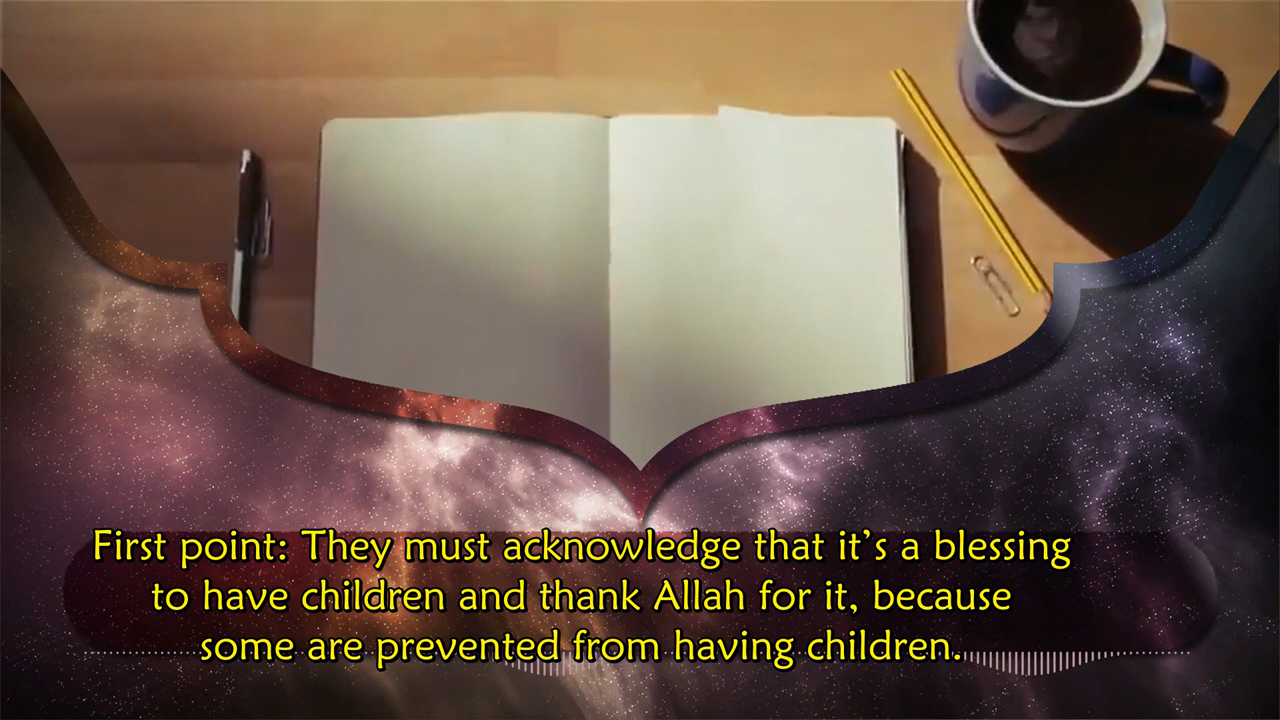 First point: They must acknowledge that it’s a blessing
to have children and thank Allah for it, because
some are prevented from having children.